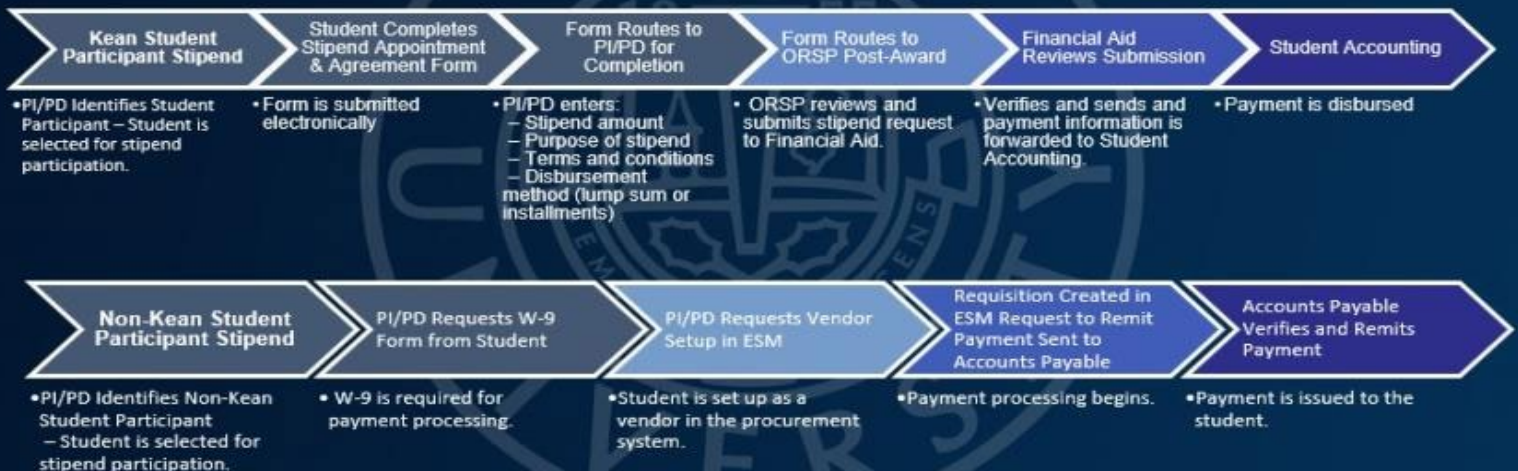 Kean Student
Participant Stipend
Student Completes
Stipend Appointment
& Agreement Form
Form Routes to
PI/PD for
Completion
Form Routes to
ORSP Post-Award
Financial Aid
Reviews Submission
Student Accounting
•PI/PD Identifies Student
Participant – Student is
selected for stipend
participation.
• Form is submitted
electronically
•PI/PD enters:
– Stipend amount
– Purpose of stipend
– Terms and conditions
– Disbursement
method (lump sum or
installments)
• ORSP reviews and
submits stipend request
to Financial Aid.
•Verifies and sends and
payment information is
forwarded to Student
Accounting.
•Payment is disbursed
Non-Kean Student
Participant Stipend
PI/PD Requests W-9
Form from Student
PI/PD Requests Vendor
Setup in ESM
Requisition Created in
ESM Request to Remit
Payment Sent to
Accounts Payable
Accounts Payable
Verifies and Remits
Payment
•PI/PD Identifies Non-Kean
Student Participant
– Student is selected for
stipend participation.
• W-9 is required for
payment processing.
•Student is set up as a
vendor in the procurement
system.
•Payment processing begins.
•Payment is issued to the
student.